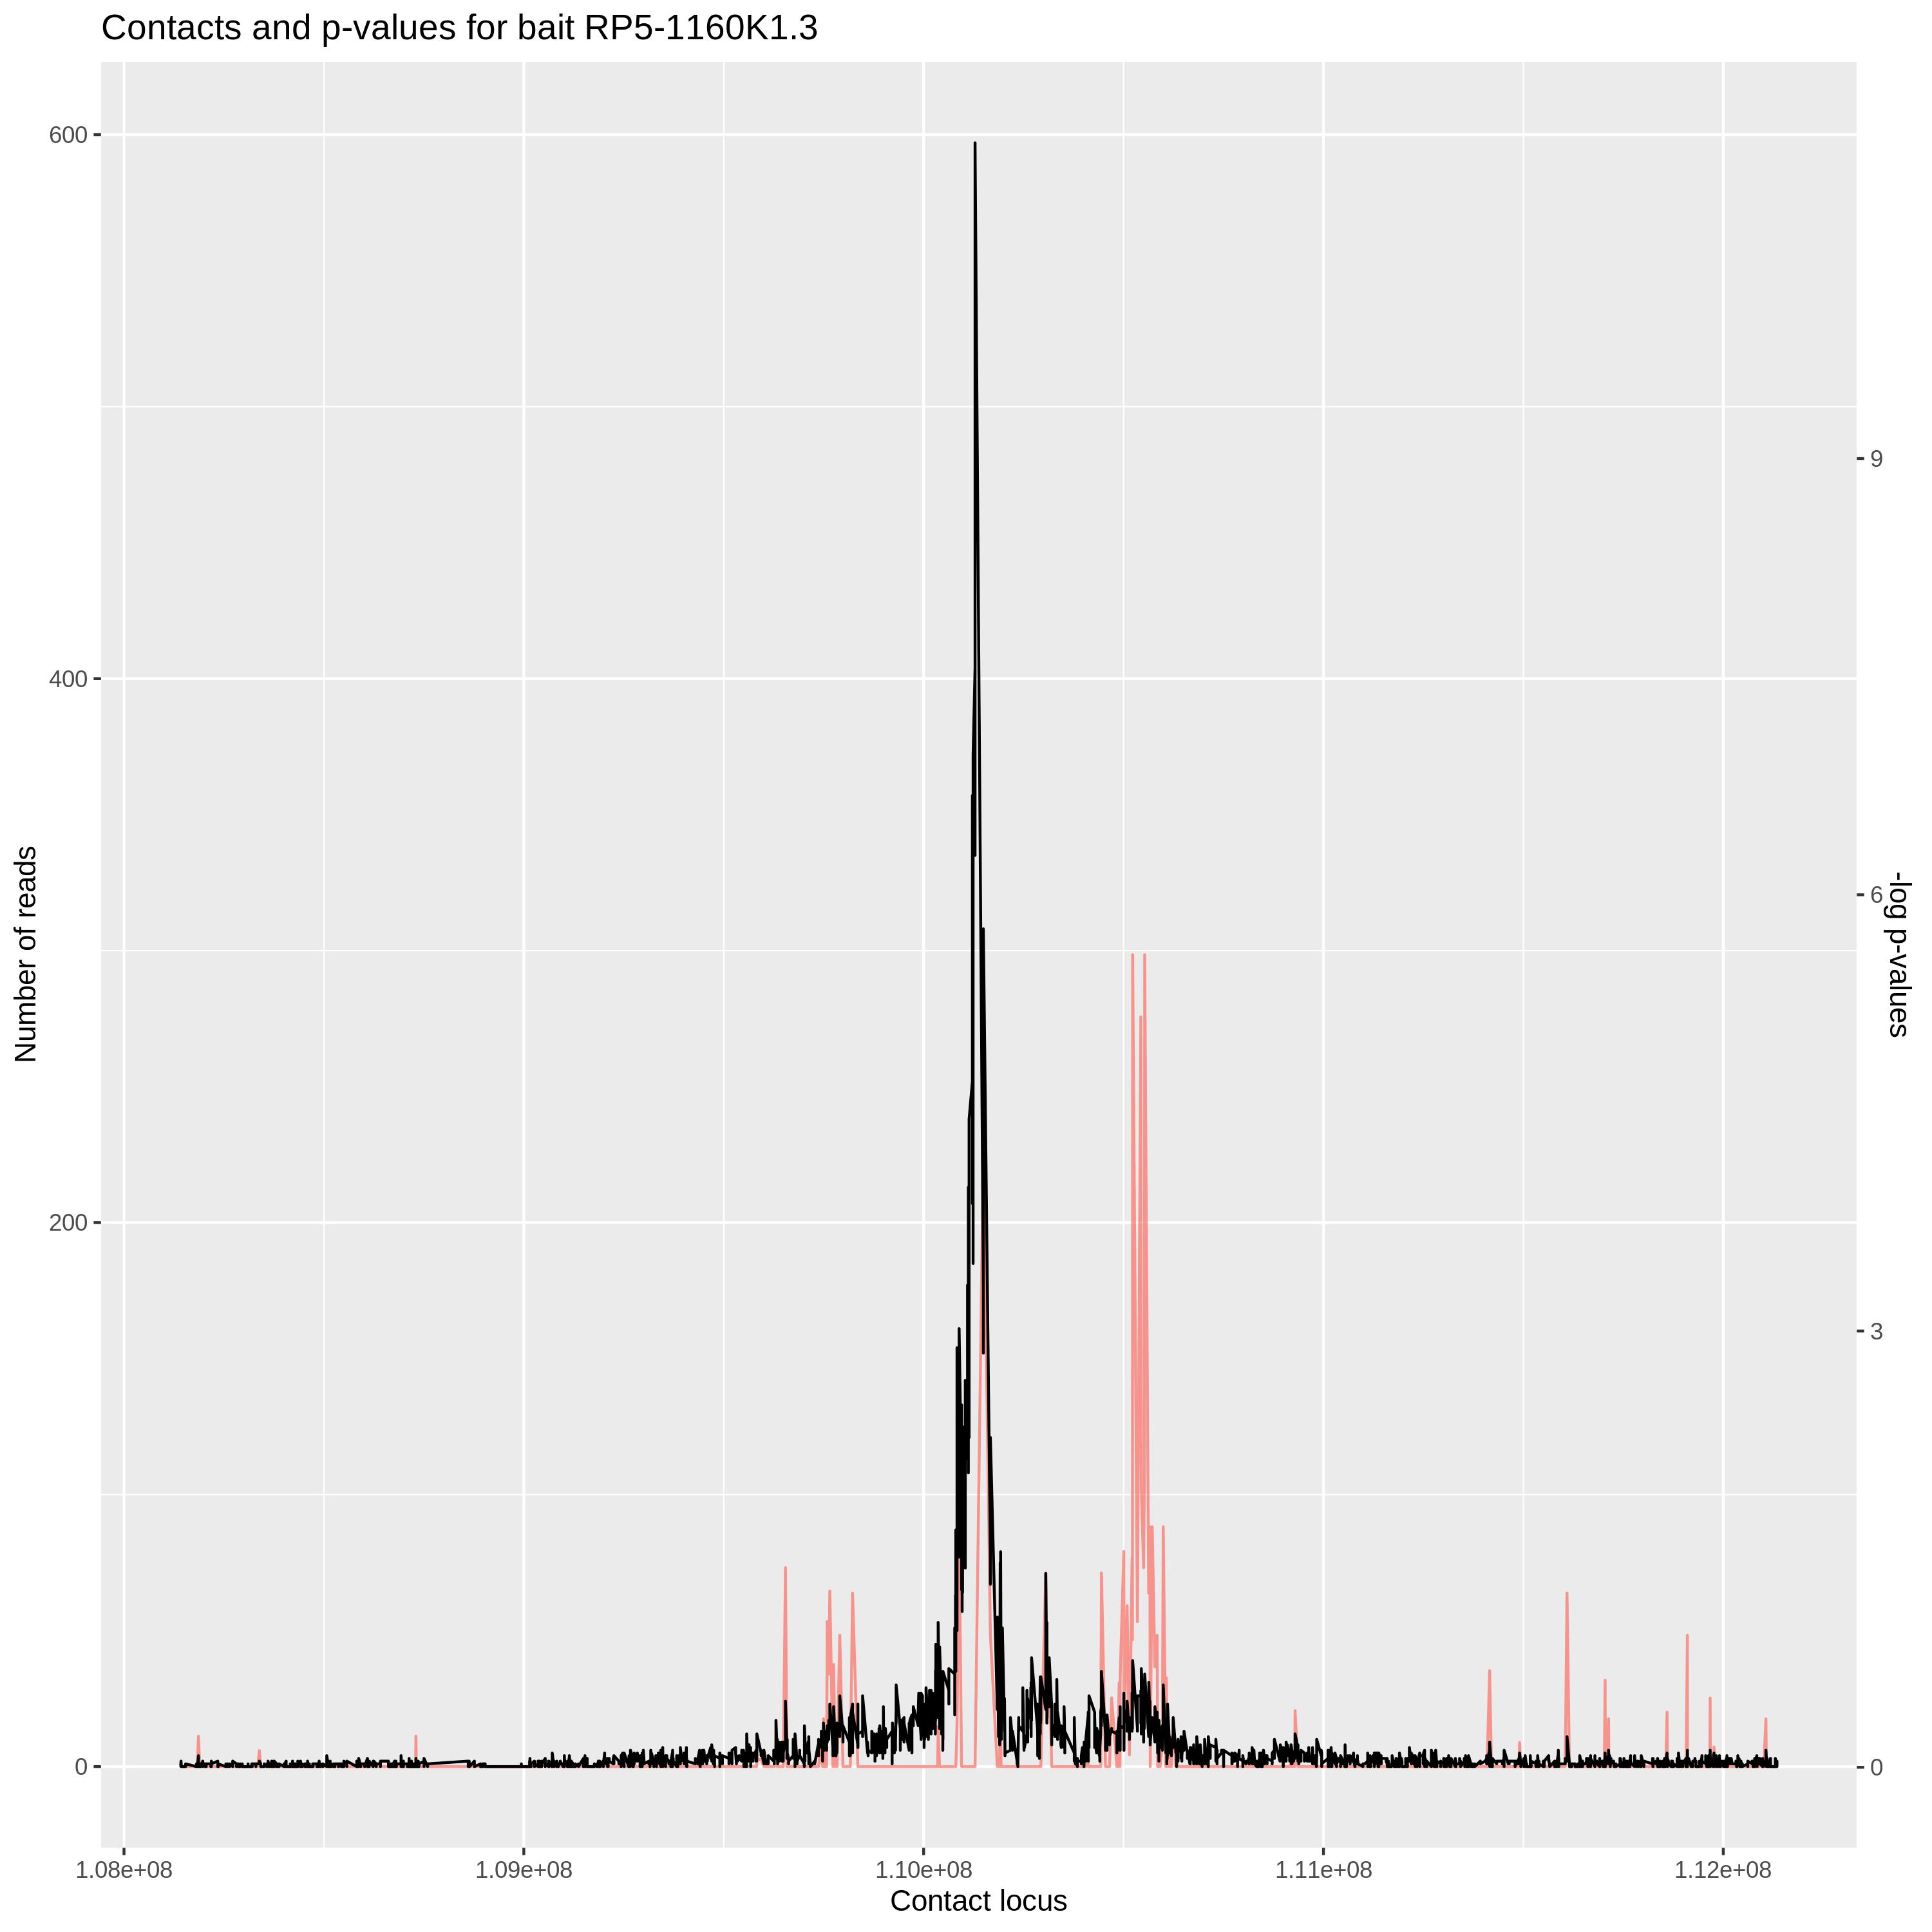 Contacts and p-values for bait RP5-1160K1.3
600
400
200
0
Number of reads
9
6
3
0
-log p-values
1.08e+08 1.09e+08 1.10e+08 1.11e+08 1.12e+08
Contact locus